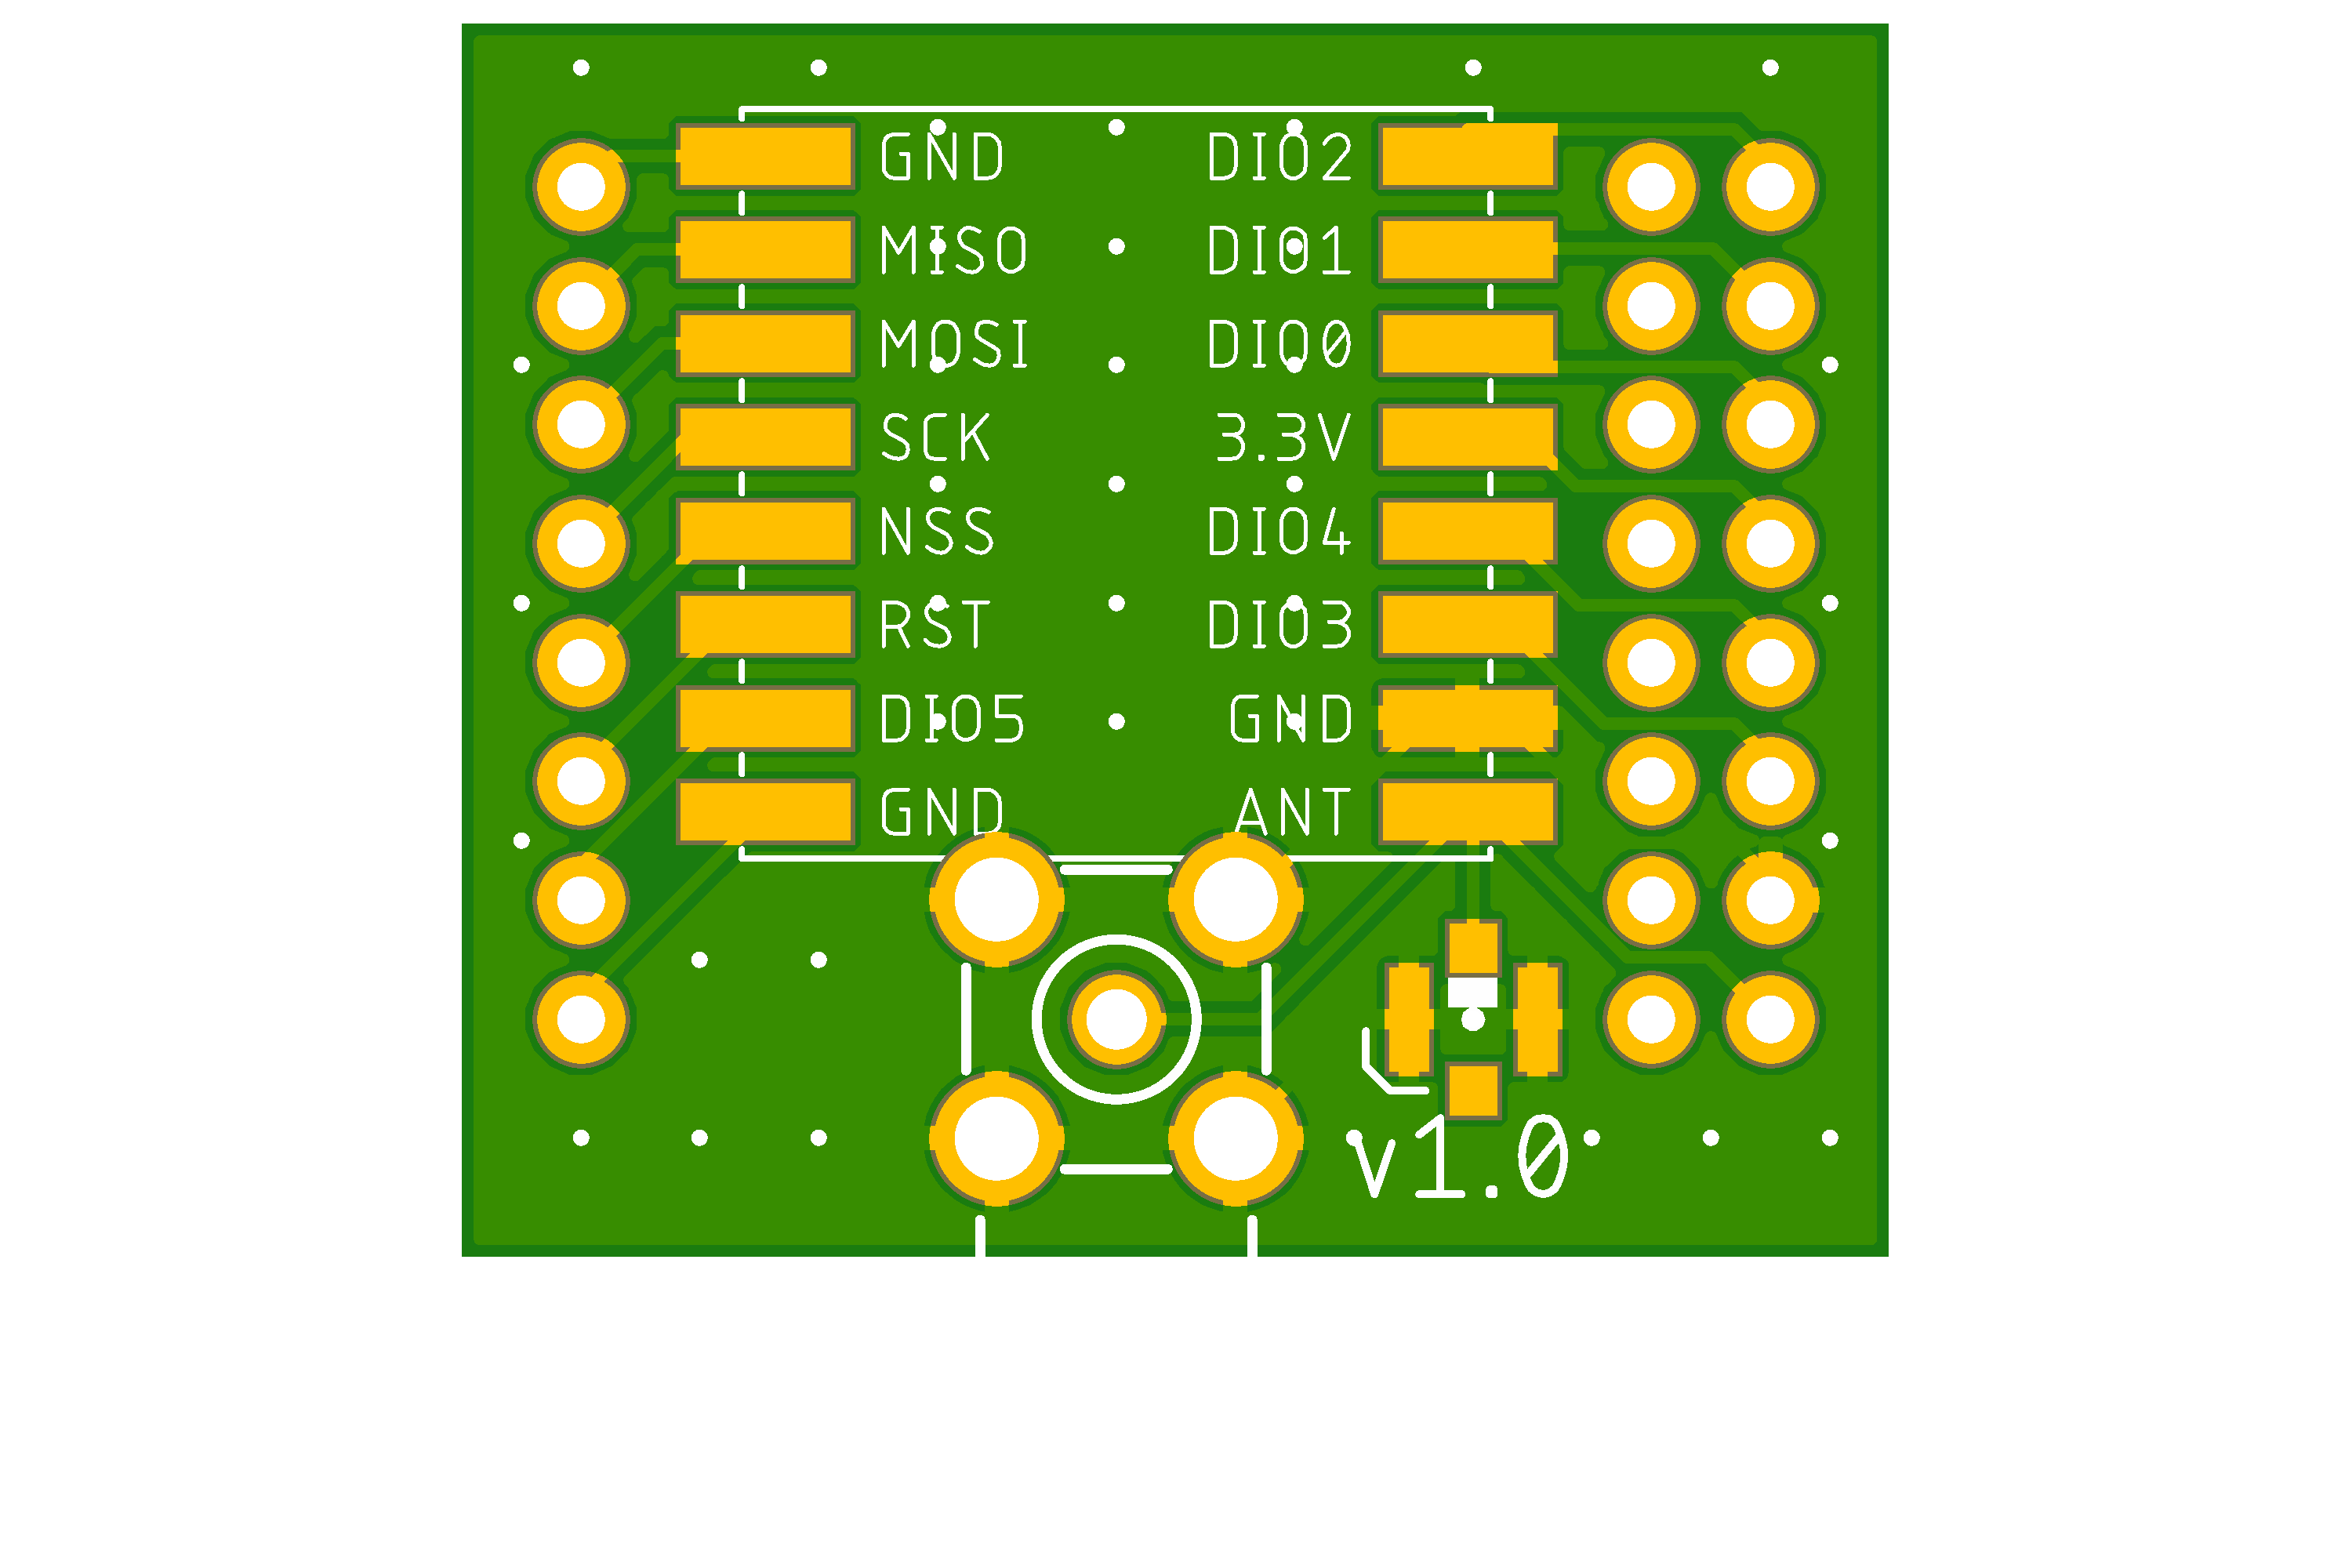 GND DIO2
MISO DIO1
MOSI DIO0
SCK 3.3V
NSS DIO4
RST DIO3
DIO5 GND
GND ANT
v1.0